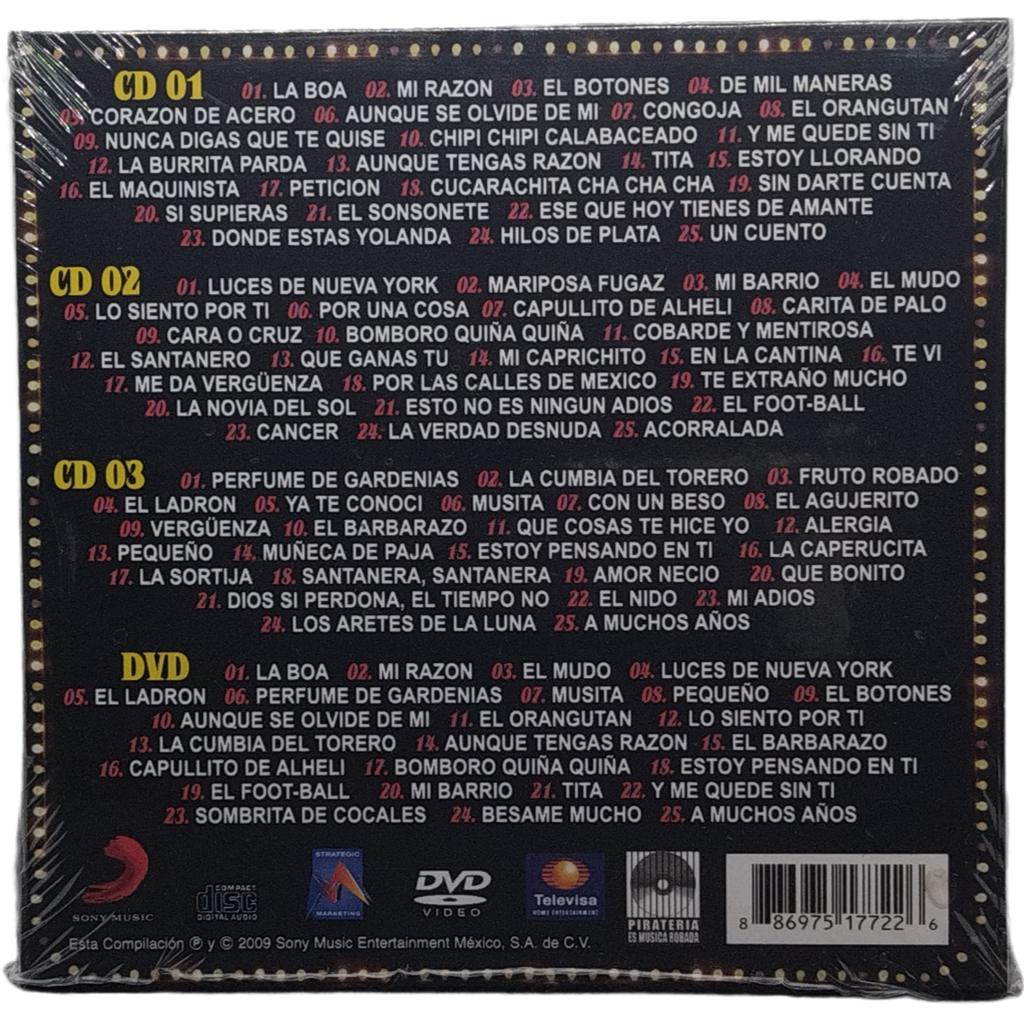 CD 01 01. LA BOA 02. MI RAZON 03. EL BOTONES 04. DE MIL MANERAS
05. CORAZON DE ACERO 06. AUNQUE SE OLVIDE DE MI 07. CONGOJA 08. EL ORANGUTAN
09. NUNCA DIGAS QUE TE QUISE 10. CHIPI CHIPI CALABACEADO 11. Y ME QUEDE SIN TI
12. LA BURRITA PARDA 13. AUNQUE TENGAS RAZON 14. TITA 15. ESTOY LLORANDO
16. EL MAQUINISTA 17. PETICION 18. CUCARACHITA CHA CHA CHA 19. SIN DARTE CUENTA
20. SI SUPIERAS 21. EL SONSONETE 22. ESE QUE HOY TIENES DE AMANTE
23. DONDE ESTAS YOLANDA 24. HILOS DE PLATA 25. UN CUENTO
CD 02 01. LUCES DE NUEVA YORK 02. MARIPOSA FUGAZ 03. MI BARRIO 04. EL MUDO
05. LO SIENTO POR TI 06. POR UNA COSA 07. CAPULLITO DE ALHELI 08. CARITA DE PALO
09. CARA O CRUZ 10. BOMBORO QUIÑA QUIÑA 11. COBARDE Y MENTIROSA
12. EL SANTANERO 13. QUE GANAS TU 14. MI CAPRICHITO 15. EN LA CANTINA 16. TE VI
17. ME DA VERGÜENZA 18. POR LAS CALLES DE MEXICO 19. TE EXTRAÑO MUCHO
20. LA NOVIA DEL SOL 21. ESTO NO ES NINGUN ADIOS 22. EL FOOT-BALL
23. CANCER 24. LA VERDAD DESNUDA 25. ACORRALADA
CD 03 01. PERFUME DE GARDENIAS 02. LA CUMBIA DEL TORERO 03. FRUTO ROBADO
04. EL LADRON 05. YA TE CONOCI 06. MUSITA 07. CON UN BESO 08. EL AGUJERITO
09. VERGÜENZA 10. EL BARBARAZO 11. QUE COSAS TE HICE YO 12. ALERGIA
13. PEQUEÑO 14. MUÑECA DE PAJA 15. ESTOY PENSANDO EN TI 16. LA CAPERUCITA
17. LA SORTIJA 18. SANTANERA, SANTANERA 19. AMOR NECIO 20. QUE BONITO
21. DIOS SI PERDONA, EL TIEMPO NO 22. EL NIDO 23. MI ADIOS
24. LOS ARETES DE LA LUNA 25. A MUCHOS AÑOS
DVD 01. LA BOA 02. MI RAZON 03. EL MUDO 04. LUCES DE NUEVA YORK
05. EL LADRON 06. PERFUME DE GARDENIAS 07. MUSITA 08. PEQUEÑO 09. EL BOTONES
10. AUNQUE SE OLVIDE DE MI 11. EL ORANGUTAN 12. LO SIENTO POR TI
13. LA CUMBIA DEL TORERO 14. AUNQUE TENGAS RAZON 15. EL BARBARAZO
16. CAPULLITO DE ALHELI 17. BOMBORO QUIÑA QUIÑA 18. ESTOY PENSANDO EN TI
19. EL FOOT-BALL 20. MI BARRIO 21. TITA 22. Y ME QUEDE SIN TI
23. SOMBRITA DE COCALES 24. BESAME MUCHO 25. A MUCHOS AÑOS
SONY MUSIC
COMPACT
disc
DIGITAL AUDIO
STRATEGIC
MARKETING
DVD
VIDEO
Televisa
HOME ENTERTAINMENT
PIRATERIA
ES MUSICA ROBADA
8 86975 17722 6
Esta Compilación Ⓟ y © 2009 Sony Music Entertainment México, S.A. de C.V.